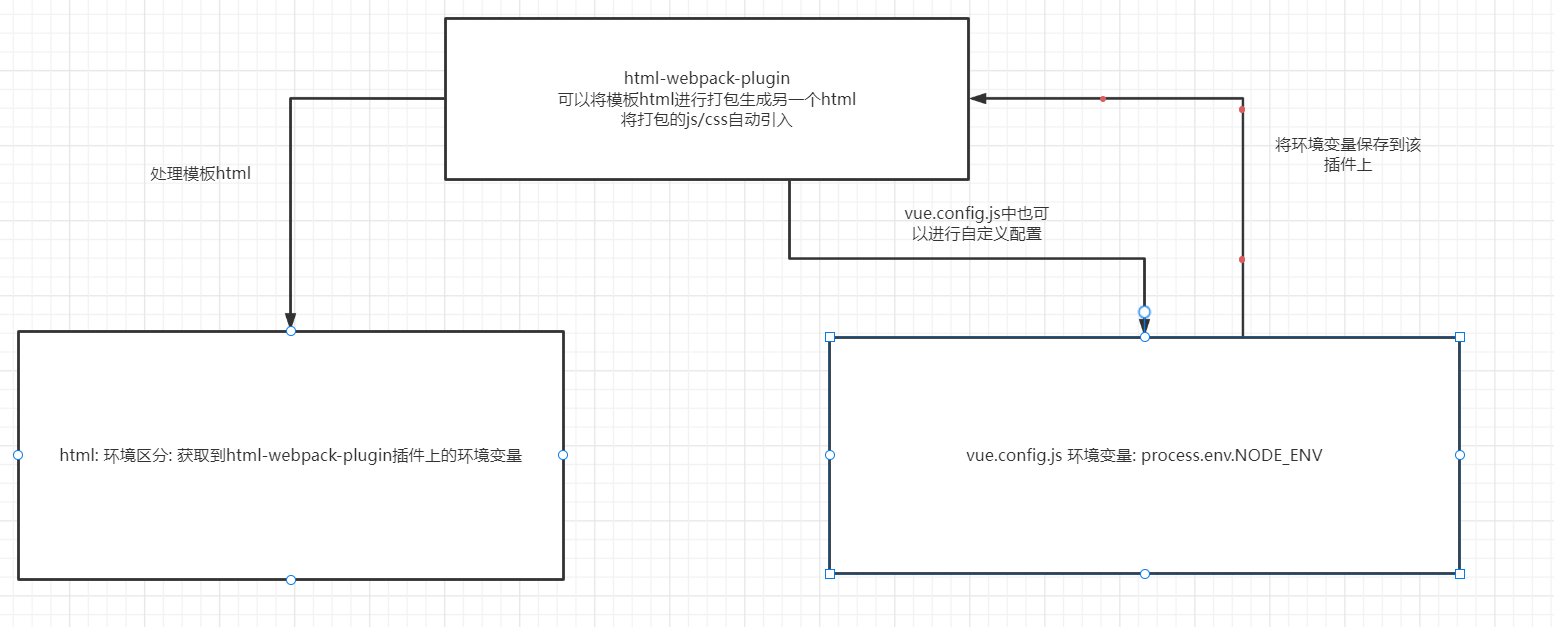 html-webpack-plugin
可以将模板html进行打包生成另一个html
将打包的js/css自动引入
处理模板html
将环境变量保存到该
插件上
vue.config.js中也可
以进行自定义配置
html: 环境区分: 获取到html-webpack-plugin插件上的环境变量
vue.config.js 环境变量: process.env.NODE_ENV